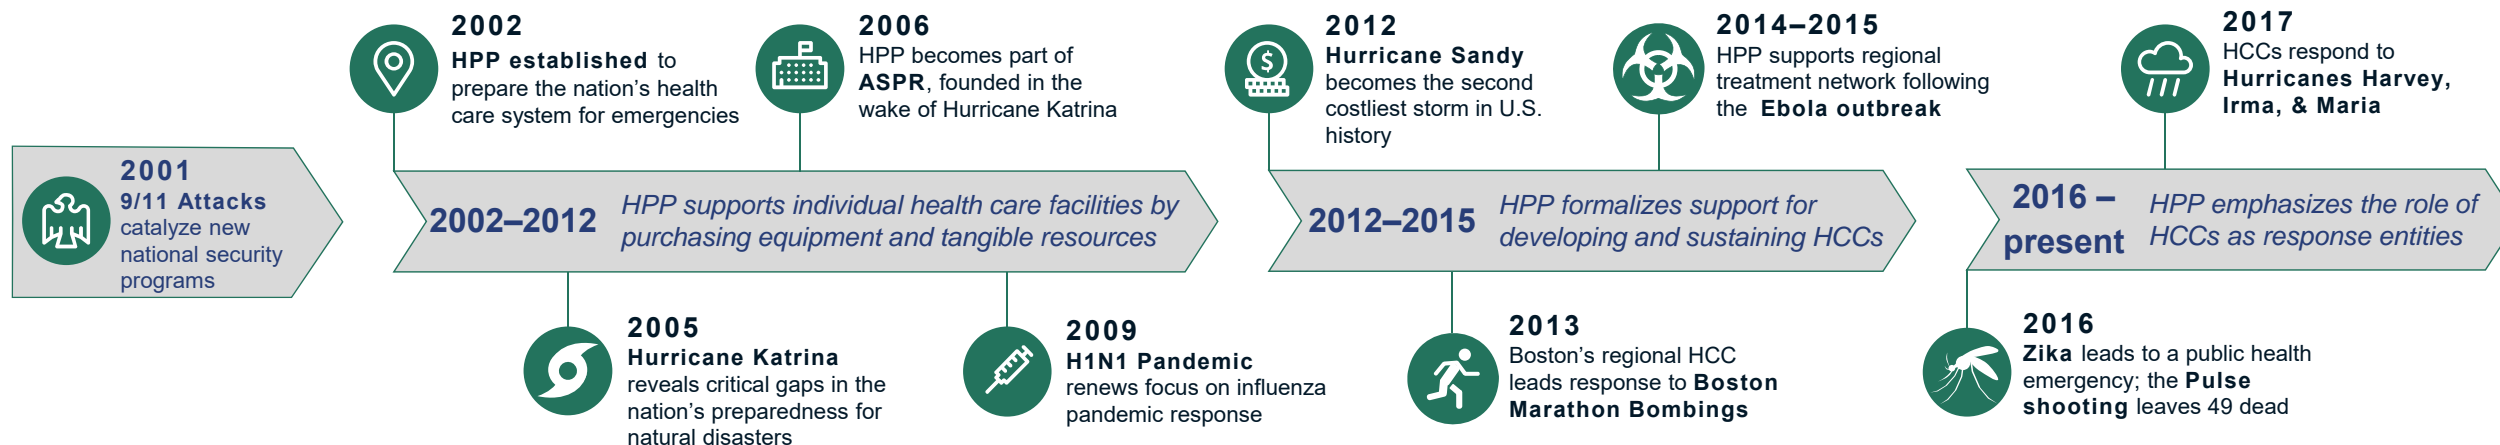 2001
9/11 Attacks
catalyze new
national security
programs
2002
HPP established to
prepare the nation’s health
care system for emergencies
2006
HPP becomes part of
ASPR, founded in the
wake of Hurricane Katrina
2002–2012
HPP supports individual health care facilities by
purchasing equipment and tangible resources
2005
Hurricane Katrina
reveals critical gaps in the
nation’s preparedness for
natural disasters
2009
H1N1 Pandemic
renews focus on influenza
pandemic response
2012
Hurricane Sandy
becomes the second
costliest storm in U.S.
history
2014–2015
HPP supports regional
treatment network following
the Ebola outbreak
2012–2015
HPP formalizes support for
developing and sustaining HCCs
2013
Boston’s regional HCC
leads response to Boston
Marathon Bombings
2017
HCCs respond to
Hurricanes Harvey,
Irma, & Maria
2016 –
present
HPP emphasizes the role of
HCCs as response entities
2016
Zika leads to a public health
emergency; the Pulse
shooting leaves 49 dead